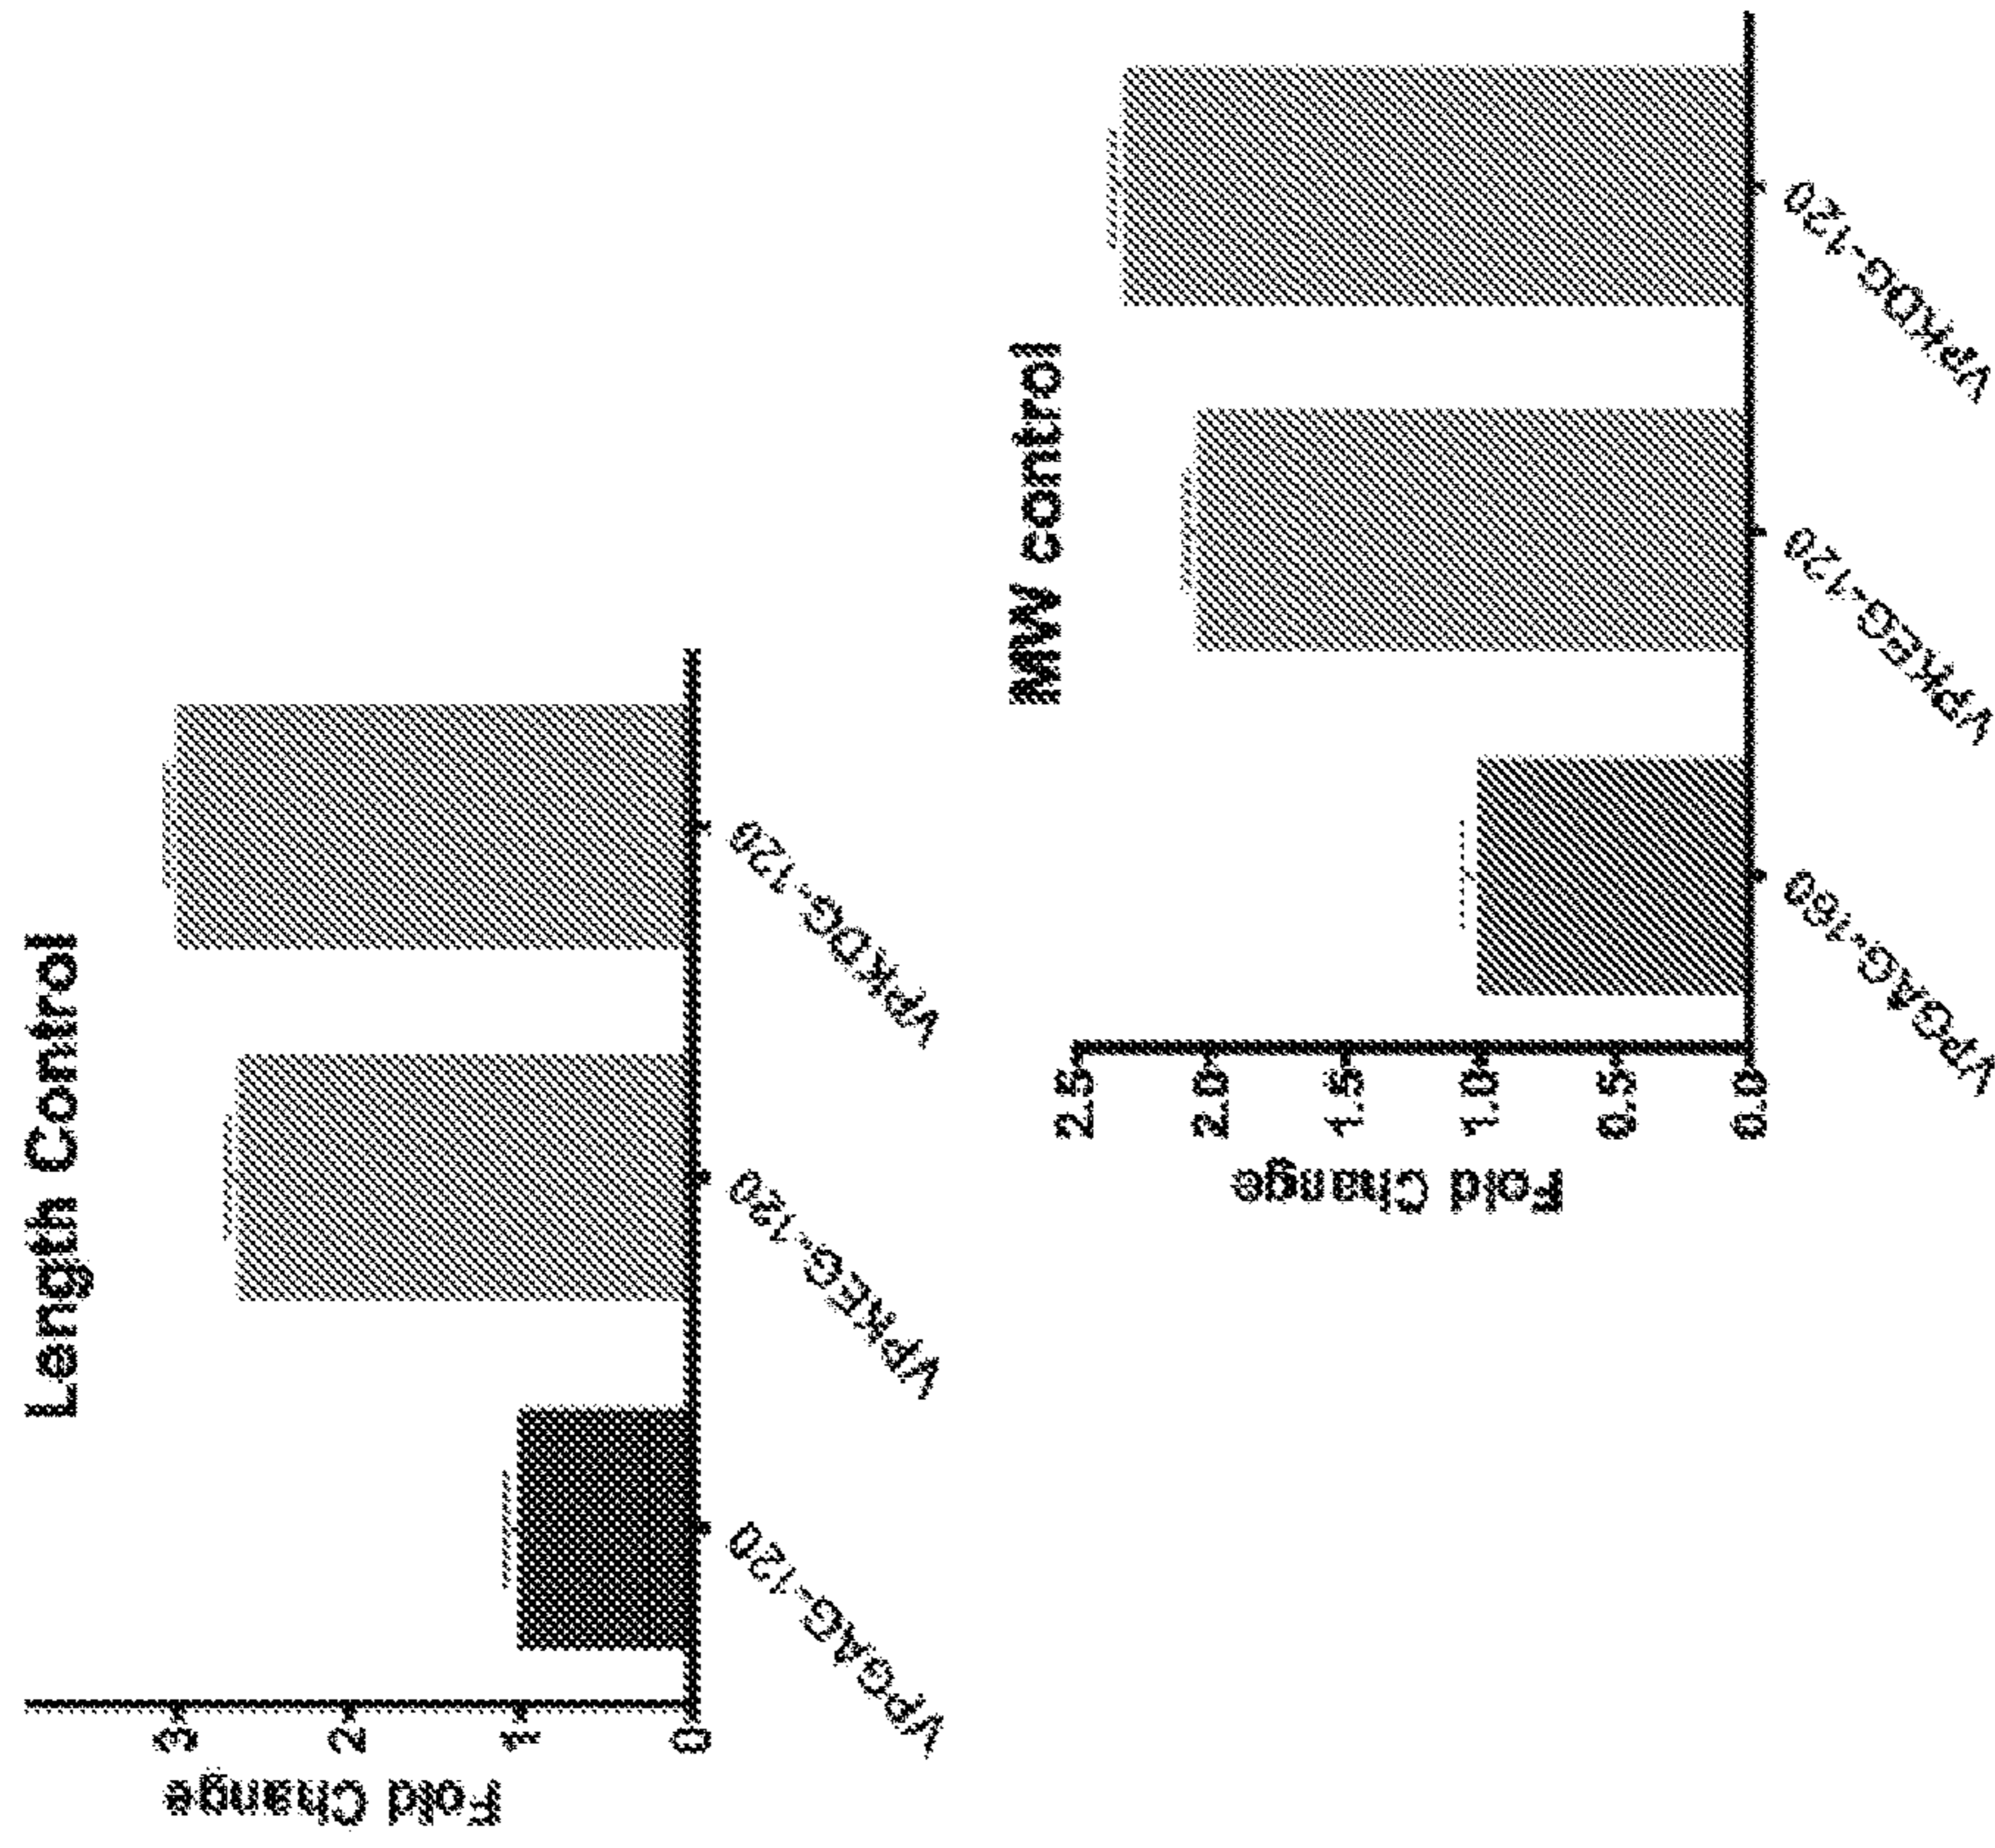 Length Control
Fold Change
3
2
1
0
VPGAG-120
VPKEG-120
VPKDG-120
MW control
Fold Change
2.5
2.0
1.5
1.0
0.5
0.0
VPGAG-160
VPKEG-120
VPKDG-120